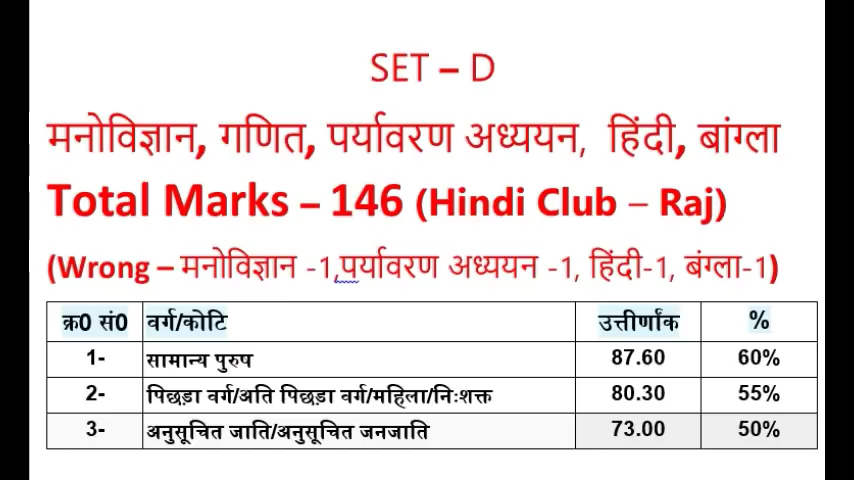 SET – D
मनोविज्ञान, गणित, पर्यावरण अध्ययन, हिंदी, बांग्ला
Total Marks – 146 (Hindi Club – Raj)
(Wrong – मनोविज्ञान -1,पर्यावरण अध्ययन -1, हिंदी-1, बंग्ला-1)
क्र0 सं0 वर्ग/कोटि उत्तीर्णांक %
1- सामान्य पुरुष 87.60 60%
2- पिछड़ा वर्ग/अति पिछड़ा वर्ग/महिला/निःशक्त 80.30 55%
3- अनुसूचित जाति/अनुसूचित जनजाति 73.00 50%